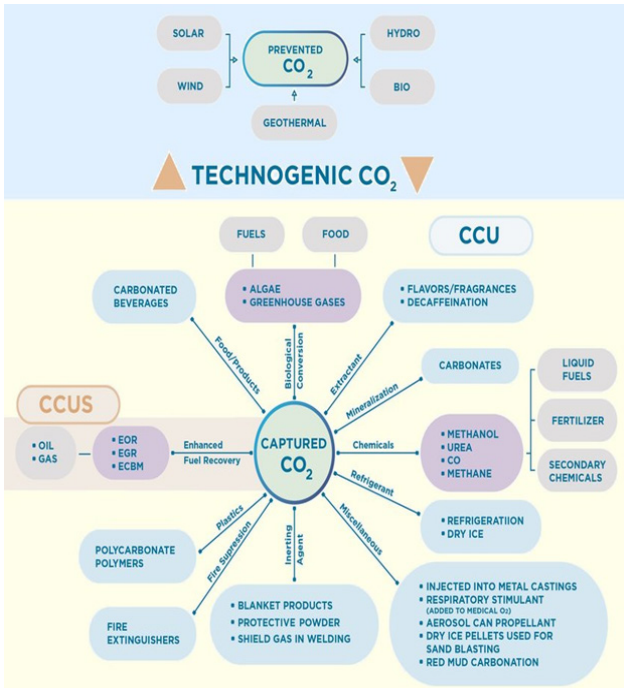 SOLAR
HYDRO
PREVENTED
CO2
WIND
BIO
GEOTHERMAL
TECHNOGENIC CO2
FUELS
FOOD
CCU
CARBONATED
BEVERAGES
▪ ALGAE
▪ GREENHOUSE GASES
▪ FLAVORS/FRAGRANCES
▪ DECAFFEINATION
Food/Products
Biological
Conversion
Extractant
CARBONATES
Mineralization
LIQUID
FUELS
CCUS
▪ OIL
▪ GAS
▪ EOR
▪ EGR
▪ ECBM
Enhanced
Fuel Recovery
CAPTURED
CO2
Chemicals
▪ METHANOL
▪ UREA
▪ CO
▪ METHANE
FERTILIZER
SECONDARY
CHEMICALS
Refrigerant
▪ REFRIGERATIION
▪ DRY ICE
Plastics
POLYCARBONATE
POLYMERS
Fire Supression
Inerting
Agent
Miscellaneous
FIRE
EXTINGUISHERS
▪ BLANKET PRODUCTS
▪ PROTECTIVE POWDER
▪ SHIELD GAS IN WELDING
▪ INJECTED INTO METAL CASTINGS
▪ RESPIRATORY STIMULANT
(ADDED TO MEDICAL O2)
▪ AEROSOL CAN PROPELLANT
▪ DRY ICE PELLETS USED FOR
SAND BLASTING
▪ RED MUD CARBONATION